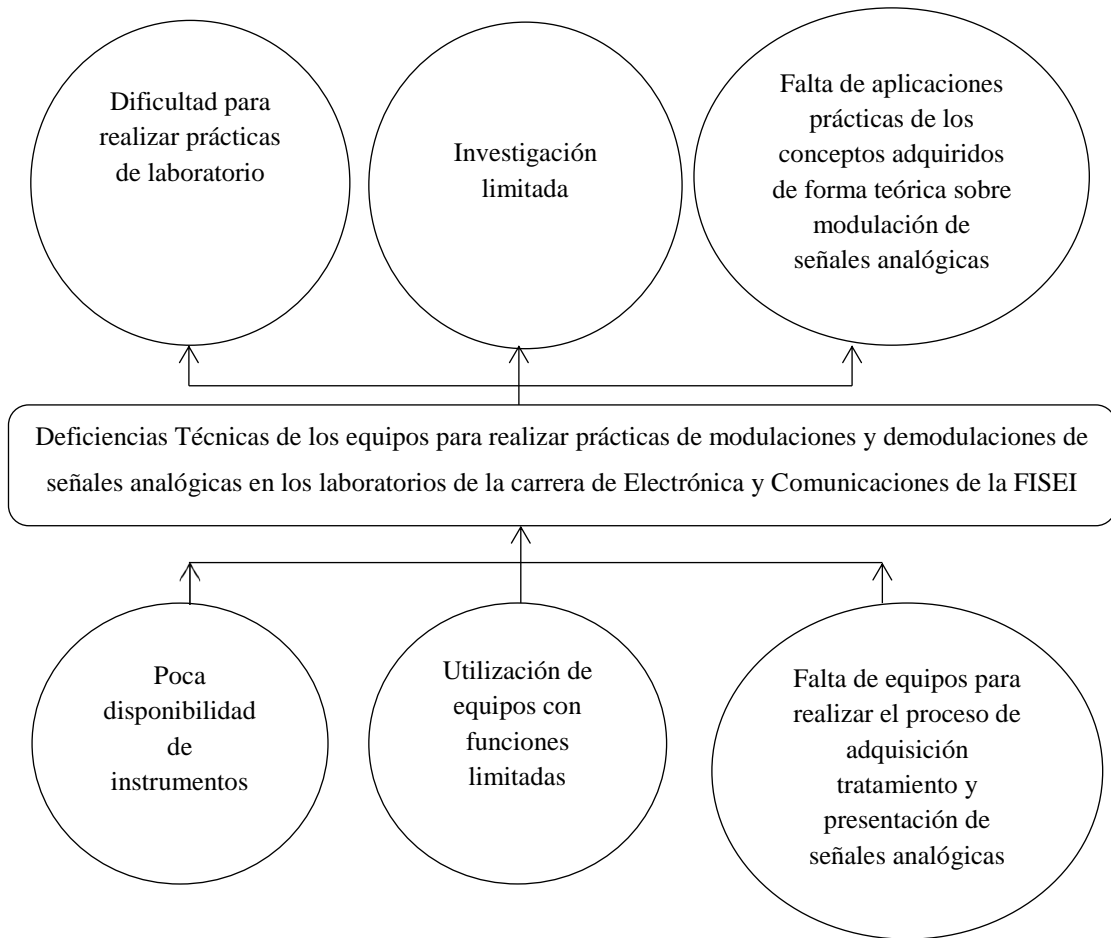 Dificultad para
realizar prácticas
de laboratorio
Investigación
limitada
Falta de aplicaciones
prácticas de los
conceptos adquiridos
de forma teórica sobre
modulación de
señales analógicas
Deficiencias Técnicas de los equipos para realizar prácticas de modulaciones y demodulaciones de
señales analógicas en los laboratorios de la carrera de Electrónica y Comunicaciones de la FISEI
Poca
disponibilidad
de
instrumentos
Utilización de
equipos con
funciones
limitadas
Falta de equipos para
realizar el proceso de
adquisición
tratamiento y
presentación de
señales analógicas